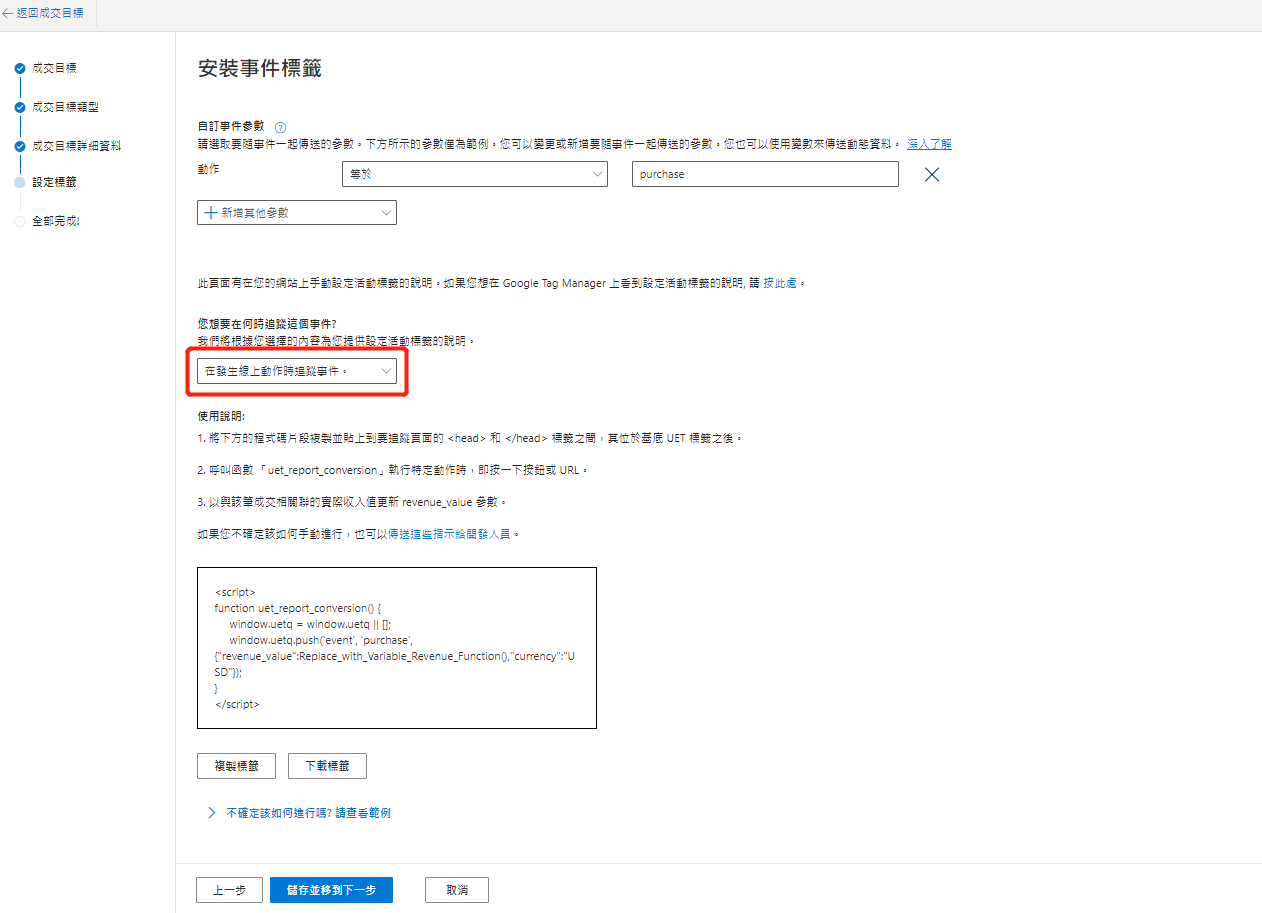 返回成交目標
成交目標
成交目標類型
成交目標詳細資料
設定標籤
全部完成!
安裝事件標籤
自訂事件參數
請選取要隨事件一起傳送的參數。下方所示的參數僅為範例。您可以變更或新增要隨事件一起傳送的參數。您也可以使用變數來傳送動態資料。 深入了解
動作
等於
purchase
新增其他參數
此頁面有在您的網站上手動設定活動標籤的說明。如果您想在 Google Tag Manager 上看到設定活動標籤的說明, 請 按此處。
您想要在何時追蹤這個事件?
我們將根據您選擇的內容為您提供設定活動標籤的說明。
在發生線上動作時追蹤事件。
使用說明:
1. 將下方的程式碼片段複製並貼上到要追蹤頁面的 <head> 和 </head> 標籤之間，其位於基底 UET 標籤之後。
2. 呼叫函數「uet_report_conversion」執行特定動作時，即按一下按鈕或 URL。
3. 以與該筆成交相關聯的實際收入值更新 revenue_value 參數。
如果您不確定該如何手動進行，也可以傳送這些指示給開發人員。
<script>
function uet_report_conversion() {
window.uetq = window.uetq || [];
window.uetq.push('event', 'purchase',
{"revenue_value":Replace_with_Variable_Revenue_Function(),"currency":"U
SD"});
}
</script>
複製標籤
下載標籤
不確定該如何進行嗎? 請查看範例
上一步
儲存並移到下一步
取消